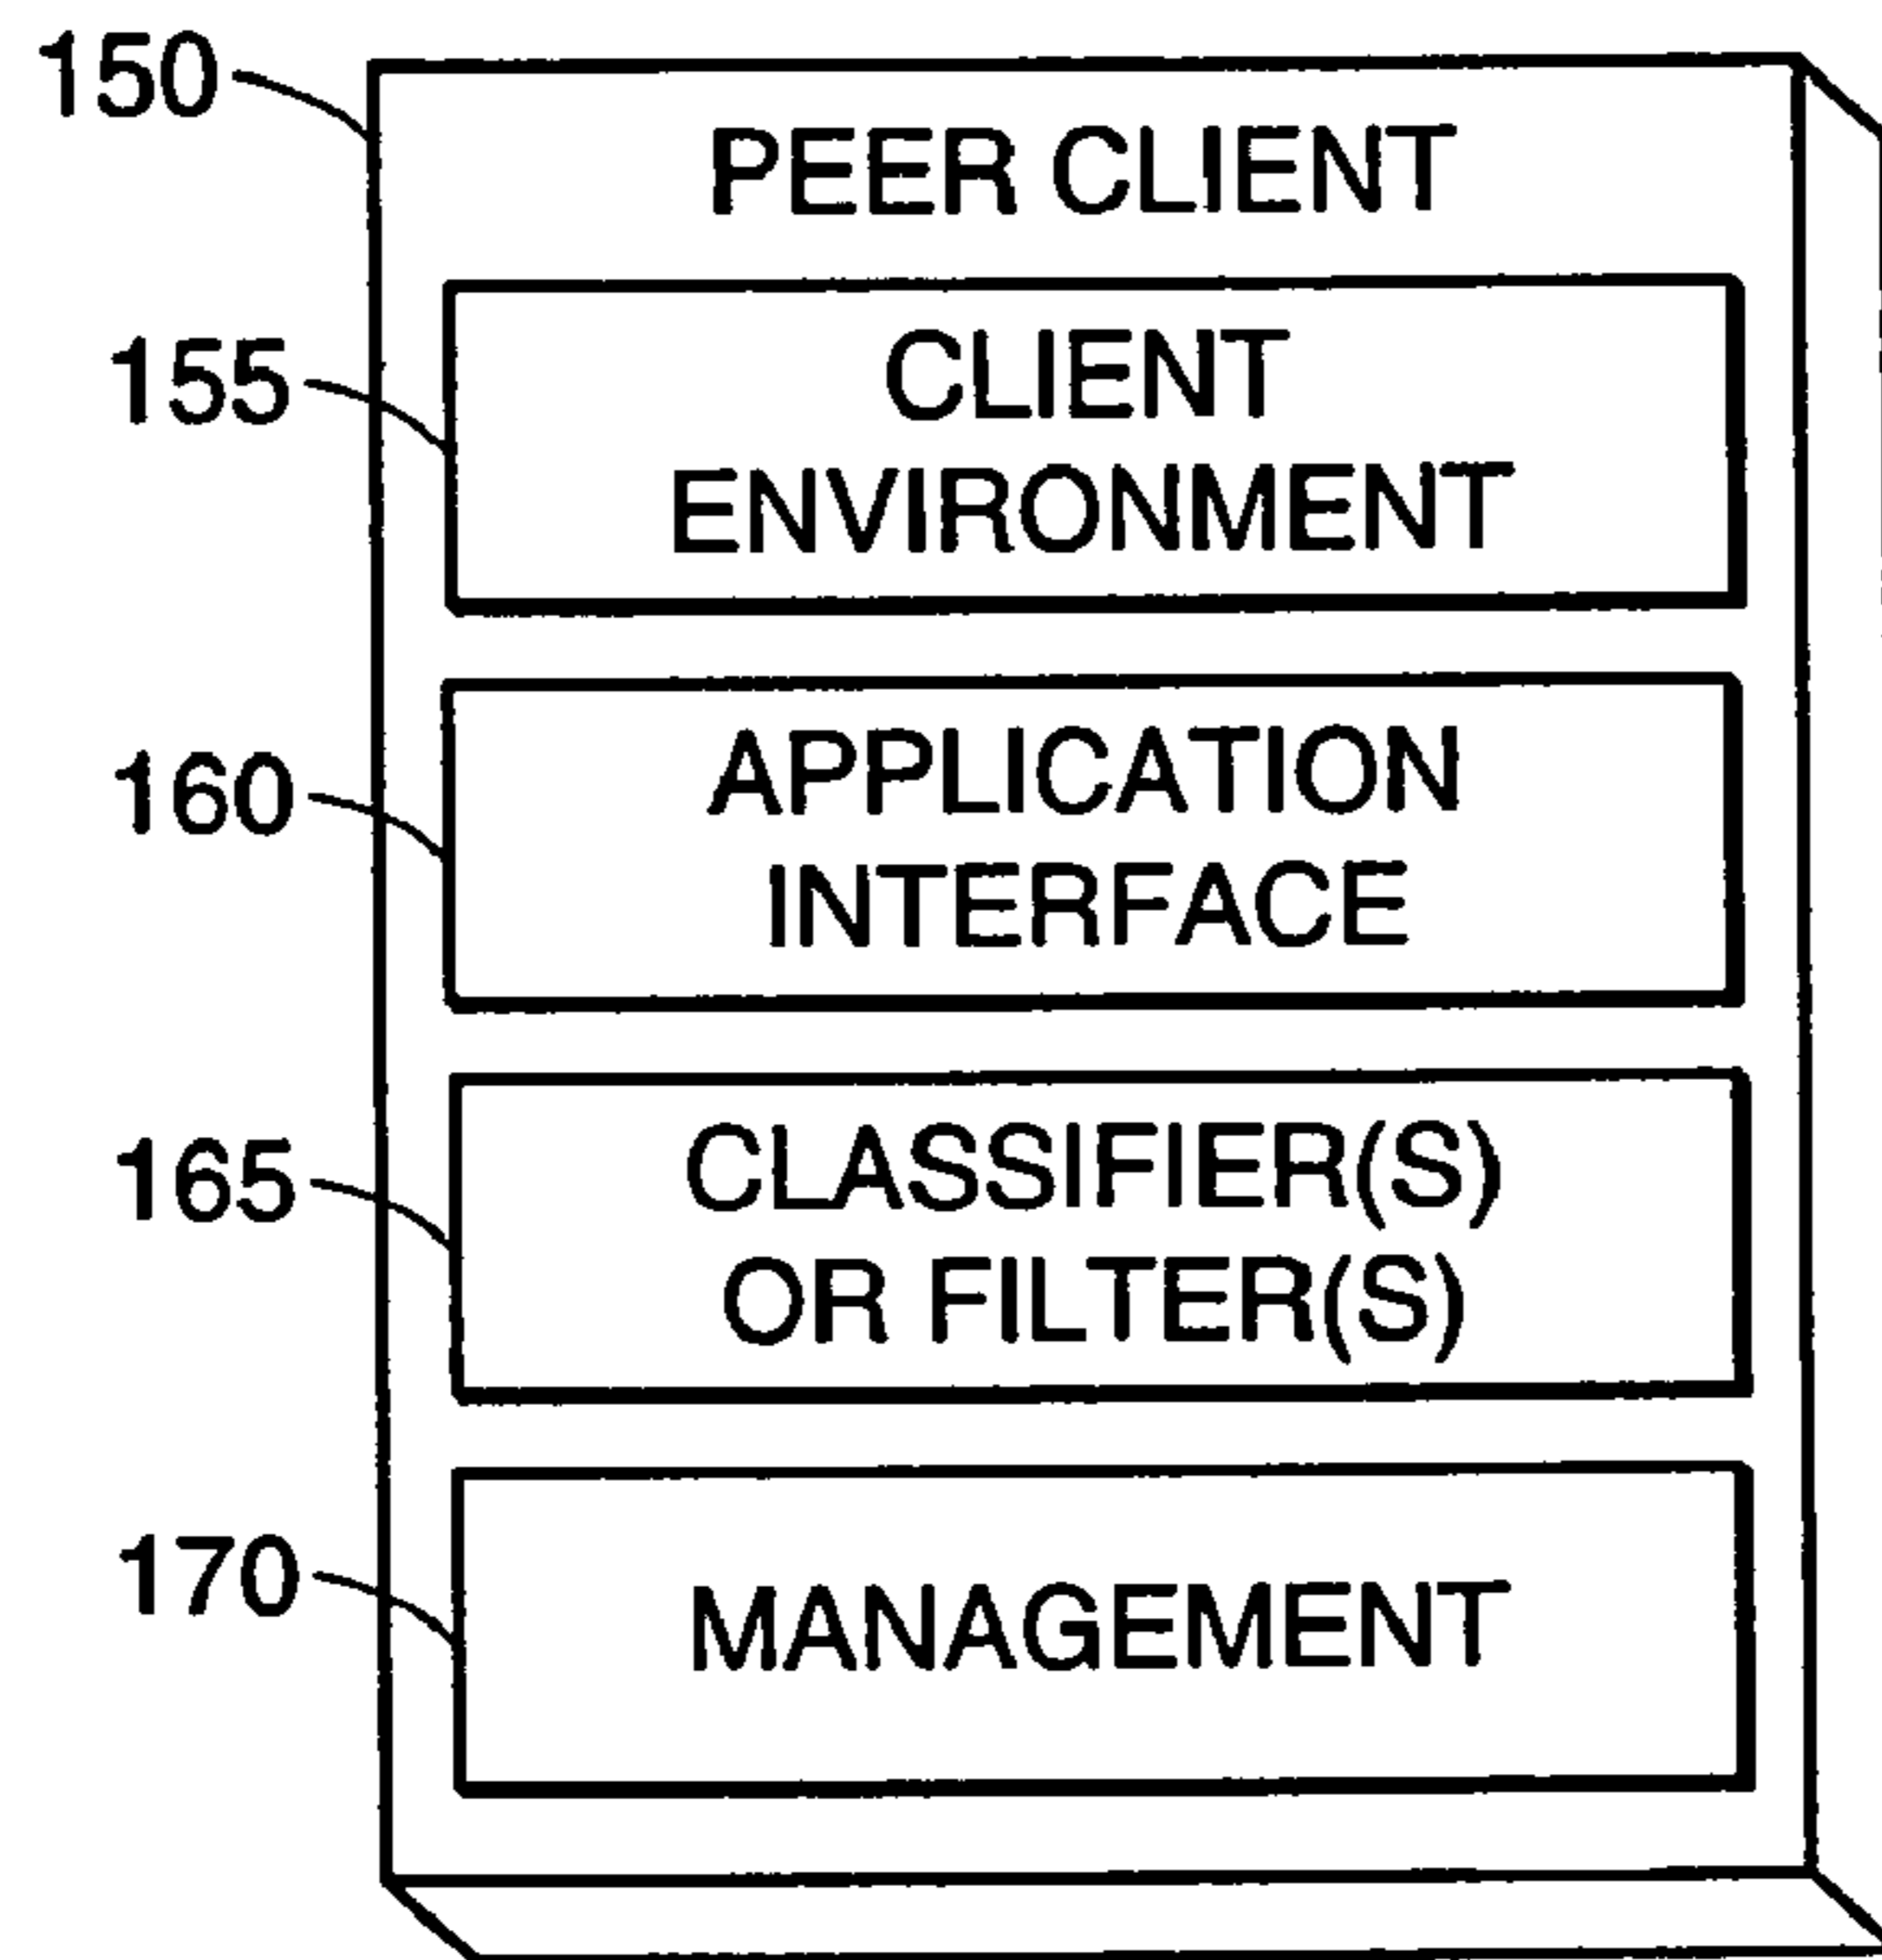 150
PEER CLIENT
155
CLIENT
ENVIRONMENT
160
APPLICATION
INTERFACE
165
CLASSIFIER(S)
OR FILTER(S)
170
MANAGEMENT